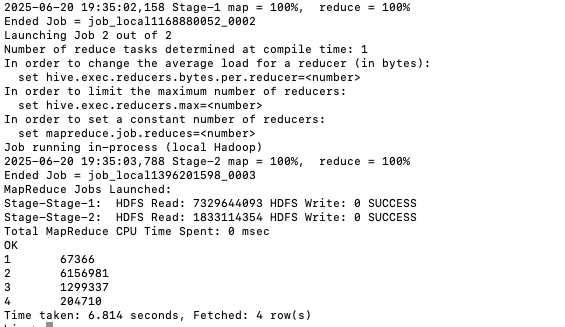 2025-06-20 19:35:02,158 Stage-1 map = 100%,  reduce = 100%
Ended Job = job_local1168880052_0002
Launching Job 2 out of 2
Number of reduce tasks determined at compile time: 1
In order to change the average load for a reducer (in bytes):
  set hive.exec.reducers.bytes.per.reducer=<number>
In order to limit the maximum number of reducers:
  set hive.exec.reducers.max=<number>
In order to set a constant number of reducers:
  set mapreduce.job.reduces=<number>
Job running in-process (local Hadoop)
2025-06-20 19:35:03,788 Stage-2 map = 100%,  reduce = 100%
Ended Job = job_local1396201598_0003
MapReduce Jobs Launched:
Stage-Stage-1:  HDFS Read: 7329644093 HDFS Write: 0 SUCCESS
Stage-Stage-2:  HDFS Read: 1833114354 HDFS Write: 0 SUCCESS
Total MapReduce CPU Time Spent: 0 msec
OK
1	67366
2	6156981
3	1299337
4	204710
Time taken: 6.814 seconds, Fetched: 4 row(s)